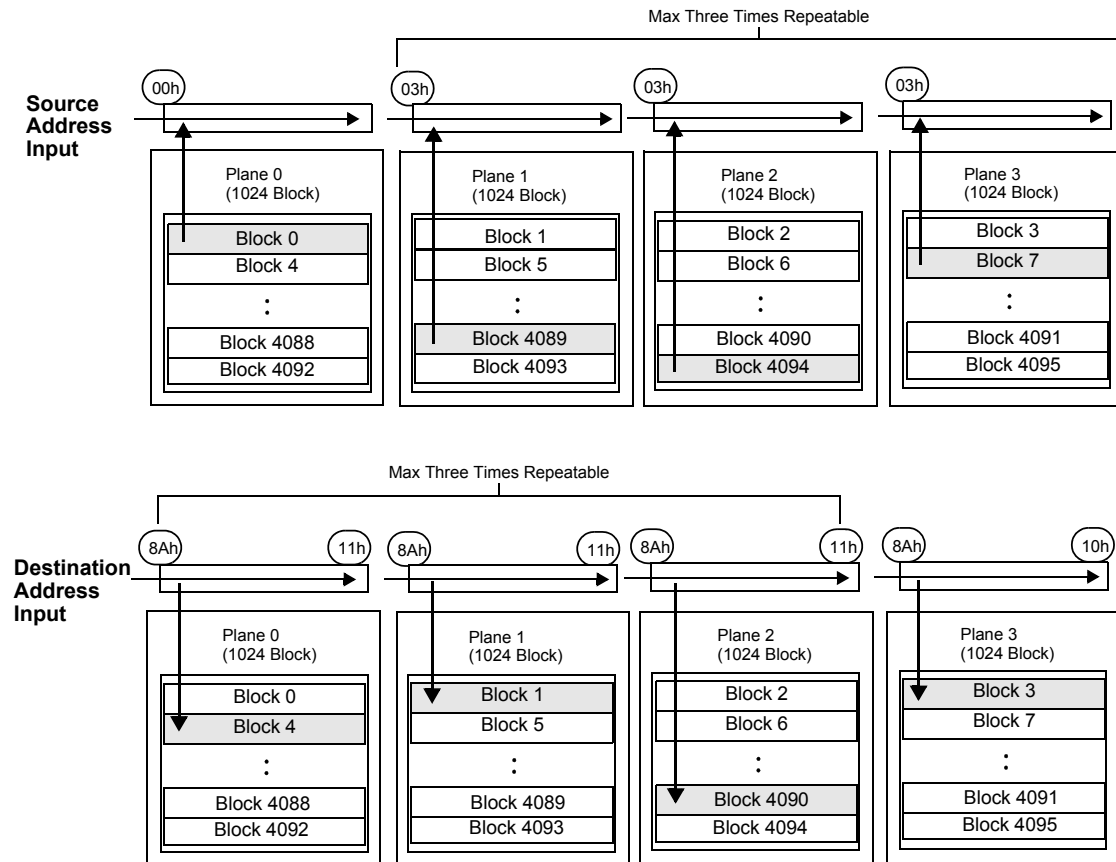 Max Three Times Repeatable
00h
03h
03h
03h
Source
Address
Input
Plane 0
(1024 Block)
Block 0
Block 4
:
Block 4088
Block 4092
Plane 1
(1024 Block)
Block 1
Block 5
:
Block 4089
Block 4093
Plane 2
(1024 Block)
Block 2
Block 6
:
Block 4090
Block 4094
Plane 3
(1024 Block)
Block 3
Block 7
:
Block 4091
Block 4095
Max Three Times Repeatable
8Ah
11h
8Ah
11h
8Ah
11h
8Ah
10h
Destination
Address
Input
Plane 0
(1024 Block)
Block 0
Block 4
:
Block 4088
Block 4092
Plane 1
(1024 Block)
Block 1
Block 5
:
Block 4089
Block 4093
Plane 2
(1024 Block)
Block 2
Block 6
:
Block 4090
Block 4094
Plane 3
(1024 Block)
Block 3
Block 7
:
Block 4091
Block 4095